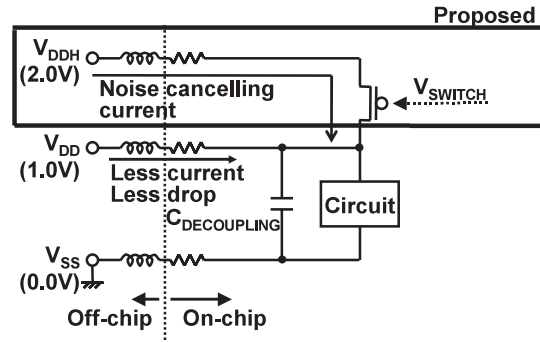 Proposed
VDDH
(2.0V)
Noise cancelling
current
VSWITCH
VDD
(1.0V)
Less current
Less drop
CDECOUPLING
Circuit
VSS
(0.0V)
Off-chip
On-chip